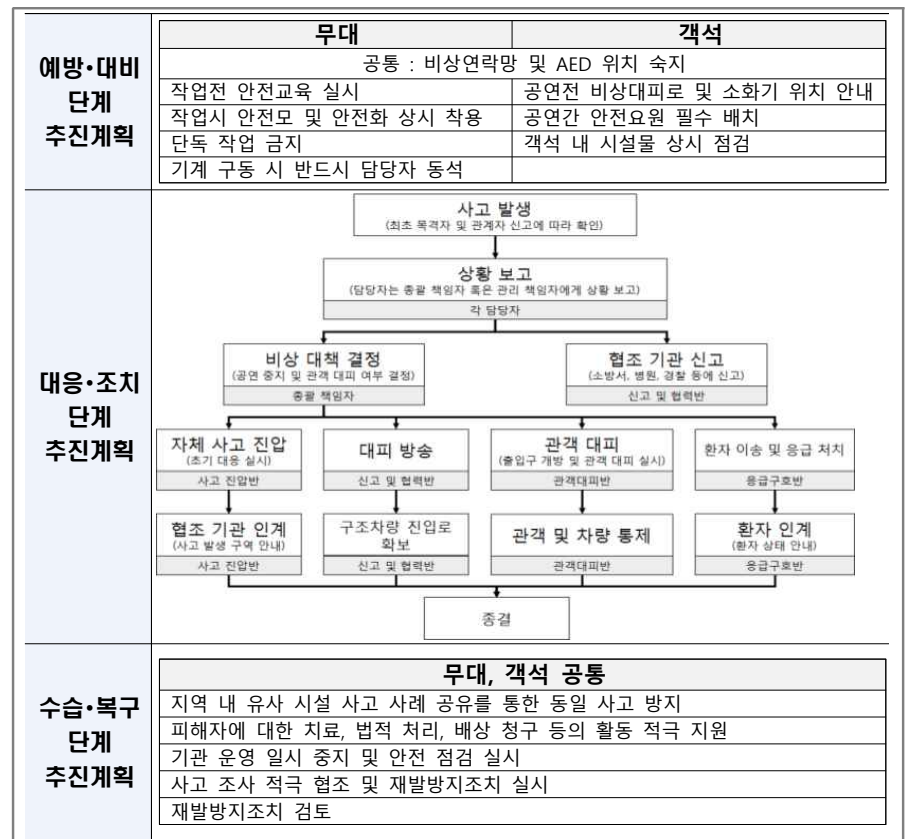 예방·대비
단계
추진계획
무대 객석
공통 : 비상연락망 및 AED 위치 숙지
작업전 안전교육 실시 공연전 비상대피로 및 소화기 위치 안내
작업시 안전모 및 안전화 상시 착용 공연간 안전요원 필수 배치
단독 작업 금지 객석 내 시설물 상시 점검
기계 구동 시 반드시 담당자 동석
대응·조치
단계
추진계획
사고 발생
(최초 목격자 및 관계자 신고에 따라 확인)
상황 보고
(담당자는 총괄 책임자 혹은 관리 책임자에게 상황 보고)
각 담당자
비상 대책 결정
(공연 중지 및 관객 대피 여부 결정)
총괄 책임자
협조 기관 신고
(소방서, 병원, 경찰 등에 신고)
신고 및 협력반
자체 사고 진압
(초기 대응 실시)
사고 진압반
대피 방송
신고 및 협력반
관객 대피
(출입구 개방 및 관객 대피 실시)
관객대피반
환자 이송 및 응급 처치
응급구호반
협조 기관 인계
(사고 발생 구역 안내)
사고 진압반
구조차량 진입로
확보
신고 및 협력반
관객 및 차량 통제
관객대피반
환자 인계
(환자 상태 안내)
응급구호반
종결
수습·복구
단계
추진계획
무대, 객석 공통
지역 내 유사 시설 사고 사례 공유를 통한 동일 사고 방지
피해자에 대한 치료, 법적 처리, 배상 청구 등의 활동 적극 지원
기관 운영 일시 중지 및 안전 점검 실시
사고 조사 적극 협조 및 재발방지조치 실시
재발방지조치 검토